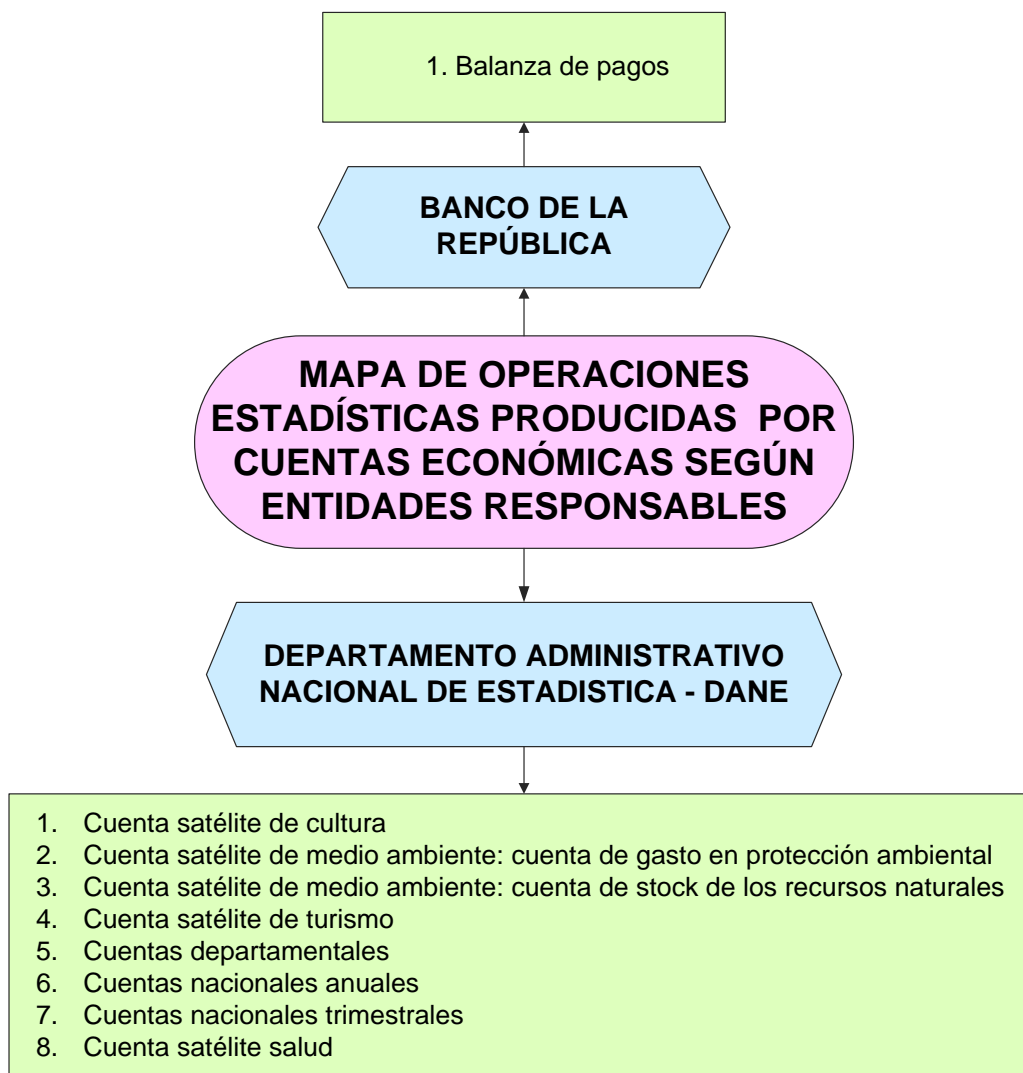 1. Balanza de pagos
BANCO DE LA
REPÚBLICA
MAPA DE OPERACIONES
ESTADÍSTICAS PRODUCIDAS  POR
CUENTAS ECONÓMICAS SEGÚN
ENTIDADES RESPONSABLES
DEPARTAMENTO ADMINISTRATIVO
NACIONAL DE ESTADISTICA - DANE
1. Cuenta satélite de cultura
2. Cuenta satélite de medio ambiente: cuenta de gasto en protección ambiental
3. Cuenta satélite de medio ambiente: cuenta de stock de los recursos naturales
4. Cuenta satélite de turismo
5. Cuentas departamentales
6. Cuentas nacionales anuales
7. Cuentas nacionales trimestrales
8. Cuenta satélite salud